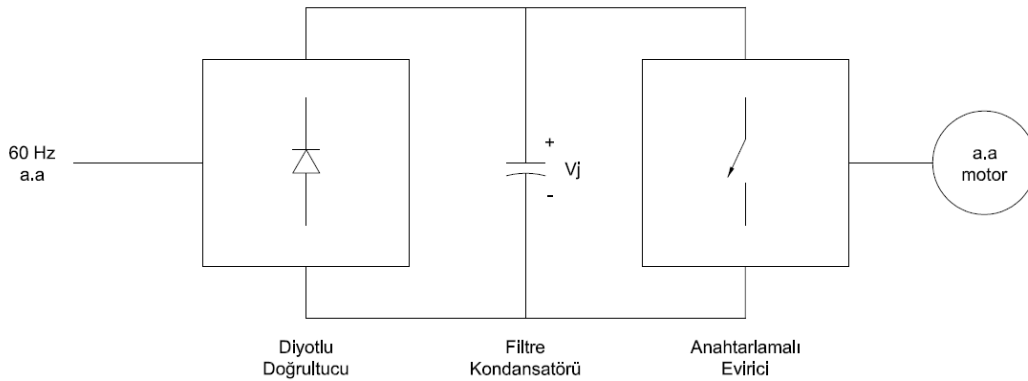 60 Hz
a.a
+
Vj
-
a.a
motor
Diyotlu
Doğrultucu
Filtre
Kondansatörü
Anahtarlamalı
Evirici